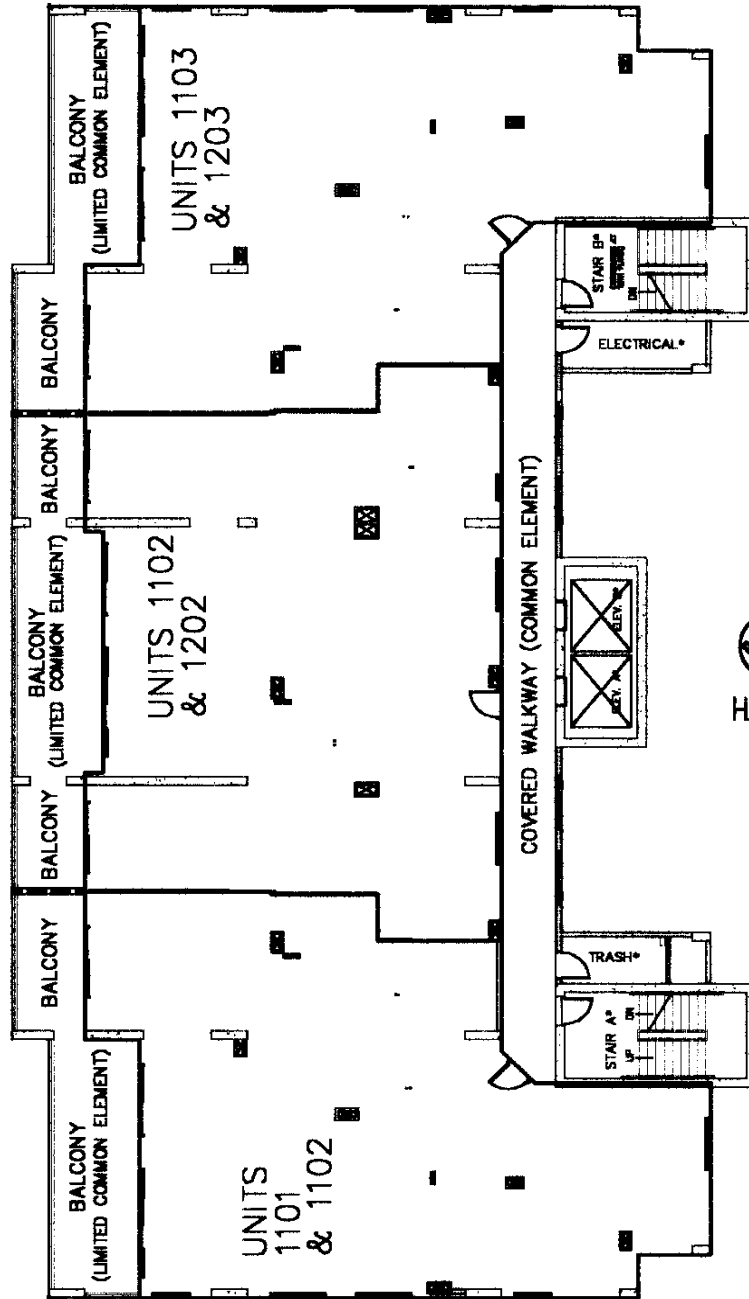 BALCONY
(LIMITED COMMON ELEMENT)
BALCONY
BALCONY
BALCONY
(LIMITED COMMON ELEMENT)
BALCONY
BALCONY
BALCONY
(LIMITED COMMON ELEMENT)
UNITS
1101
& 1102
UNITS 1102
& 1202
UNITS 1103
& 1203
COVERED WALKWAY (COMMON ELEMENT)
STAIR A*
UP
DN
TRASH*
ELEV.
ELEV.
ELECTRICAL*
STAIR B*
DN